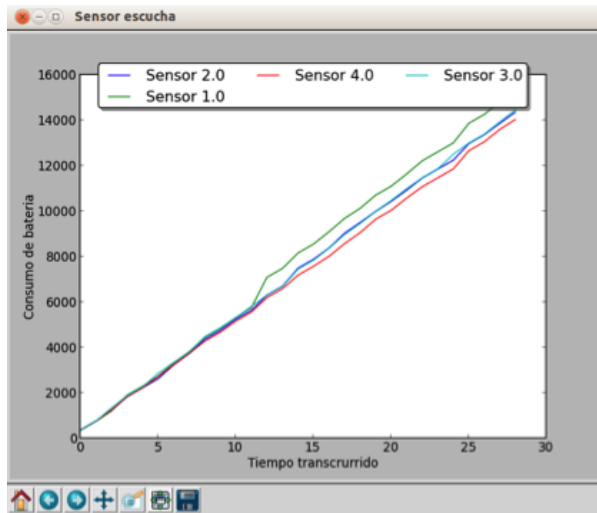 Sensor escucha
Sensor 2.0 Sensor 4.0 Sensor 3.0
Sensor 1.0
16000
14000
12000
10000
8000
6000
4000
2000
0
Consumo de bateria
0 5 10 15 20 25 30
Tiempo transcrurrido